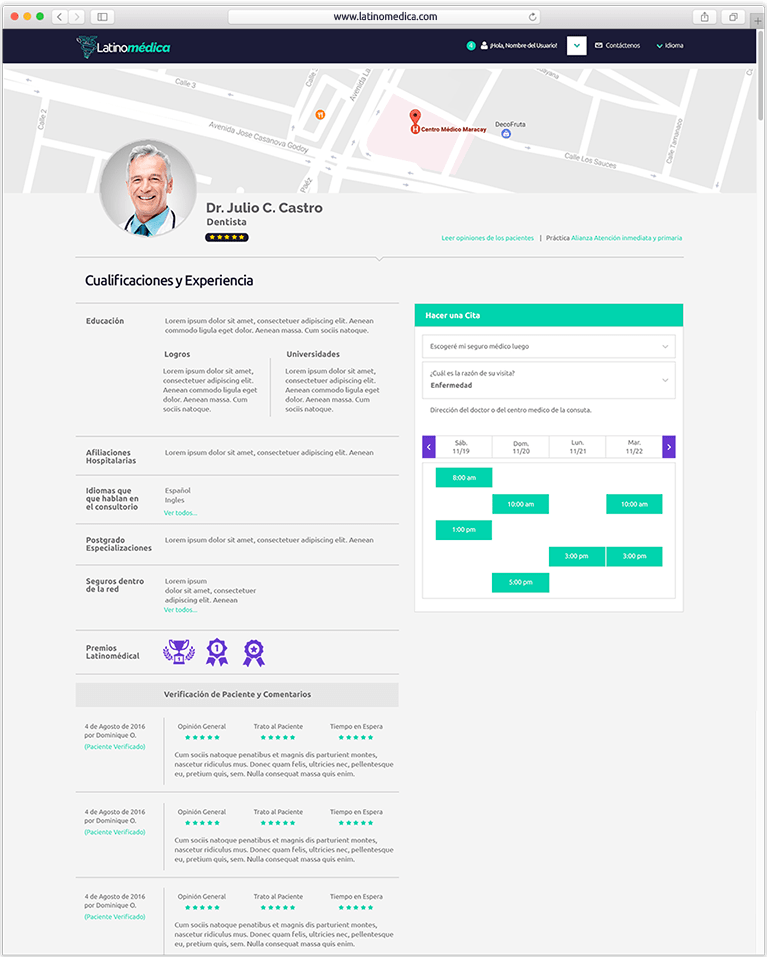 www.latinomedica.com
Latinomédica
4
¡Hola, Nombre del Usuario!
Contáctenos
Idioma
Calle 3
Calle 2
Avenida Jose Casanova Godoy
Calle L
Avenida La
Páez
H
Centro Médico Maracay
DecoFruta
Calle Los Sauces
Calle Tamanaco
Dr. Julio C. Castro
Dentista
Leer opiniones de los pacientes | Práctica Alianza Atención inmediata y primaria
Cualificaciones y Experiencia
Educación
Lorem ipsum dolor sit amet, consectetuer adipiscing elit. Aenean
commodo ligula eget dolor. Aenean massa. Cum sociis natoque.
Logros
Lorem ipsum dolor sit amet,
consectetuer adipiscing elit.
Aenean commodo ligula eget
dolor. Aenean massa. Cum
sociis natoque.
Universidades
Lorem ipsum dolor sit amet,
consectetuer adipiscing elit.
Aenean commodo ligula eget
dolor. Aenean massa. Cum
sociis natoque.
Afiliaciones
Hospitalarias
Lorem ipsum dolor sit amet, consectetuer adipiscing elit. Aenean
Idiomas que
que hablan en
el consultorio
Español
Ingles
Ver todos...
Postgrado
Especializaciones
Lorem ipsum dolor sit amet, consectetuer adipiscing elit. Aenean
Seguros dentro
de la red
Lorem ipsum
dolor sit amet, consectetuer
adipiscing elit. Aenean
Ver todos...
Premios
Latinomédical
1
1
Hacer una Cita
Escogeré mi seguro médico luego
¿Cuál es la razón de su visita?
Enfermedad
Dirección del doctor o del centro medico de la consuta.
Sáb. Dom. Lun. Mar.
11/19 11/20 11/21 11/22
8:00 am
10:00 am 10:00 am
1:00 pm
3:00 pm 3:00 pm
5:00 pm
Verificación de Paciente y Comentarios
4 de Agosto de 2016
por Dominique O.
(Paciente Verificado)
Opinión General Trato al Paciente Tiempo en Espera
Cum sociis natoque penatibus et magnis dis parturient montes,
nascetur ridiculus mus. Donec quam felis, ultricies nec, pellentesque
eu, pretium quis, sem. Nulla consequat massa quis enim.
4 de Agosto de 2016
por Dominique O.
(Paciente Verificado)
Opinión General Trato al Paciente Tiempo en Espera
Cum sociis natoque penatibus et magnis dis parturient montes,
nascetur ridiculus mus. Donec quam felis, ultricies nec, pellentesque
eu, pretium quis, sem. Nulla consequat massa quis enim.
4 de Agosto de 2016
por Dominique O.
(Paciente Verificado)
Opinión General Trato al Paciente Tiempo en Espera
Cum sociis natoque penatibus et magnis dis parturient montes,
nascetur ridiculus mus. Donec quam felis, ultricies nec, pellentesque
eu, pretium quis, sem. Nulla consequat massa quis enim.